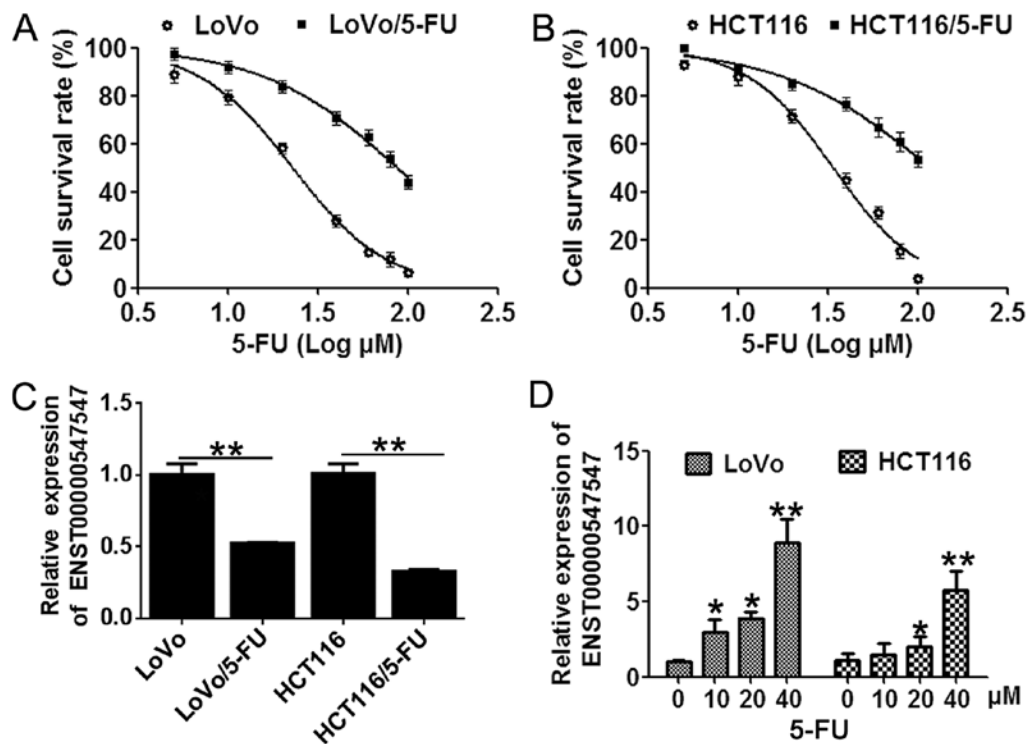 A
LoVo
LoVo/5-FU
Cell survival rate (%)
100
80
60
40
20
0
0.5
1.0
1.5
2.0
2.5
5-FU (Log µM)
B
HCT116
HCT116/5-FU
Cell survival rate (%)
100
80
60
40
20
0
0.5
1.0
1.5
2.0
2.5
5-FU (Log µM)
C
Relative expression
of ENST00000547547
1.5
1.0
0.5
0.0
**
**
LoVo
LoVo/5-FU
HCT116
HCT116/5-FU
D
Relative expression of
ENST00000547547
15
10
5
0
LoVo
HCT116
*
*
**
*
**
0 10 20 40 0 10 20 40 µM
5-FU